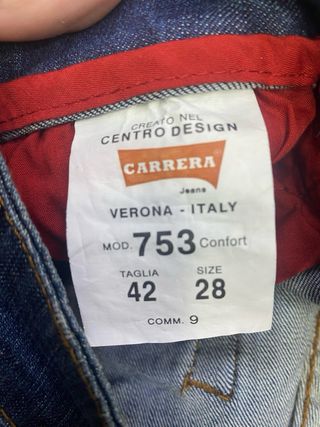 CREATO NEL
CENTRO DESIGN
CARRERA
Jeans
VERONA - ITALY
MOD. 753 Confort
TAGLIA SIZE
42 28
COMM. 9